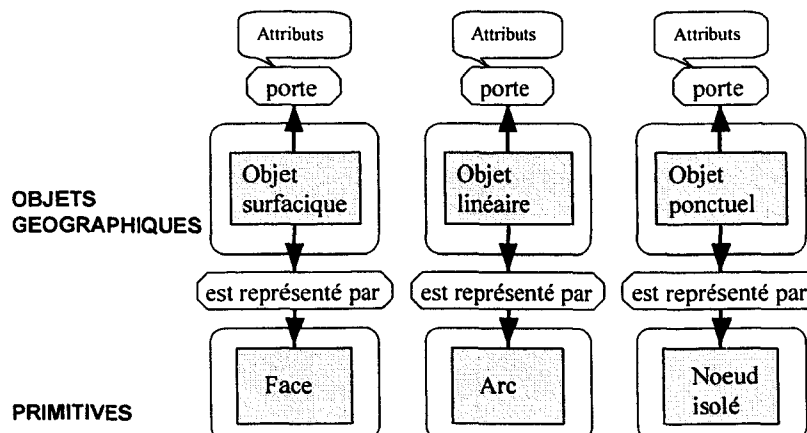 Attributs
Attributs
Attributs
porte
porte
porte
Objet
surfacique
Objet
linéaire
Objet
ponctuel
OBJETS
GEOGRAPHIQUES
est représenté par
est représenté par
est représenté par
Face
Arc
Noeud
isolé
PRIMITIVES